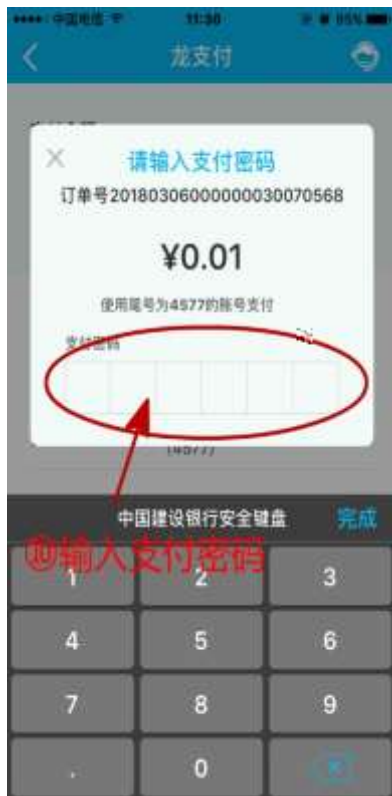 中国电信 11:30 95%
龙支付
请输入支付密码
订单号20180306000000030070568
¥0.01
使用尾号为4577的账号支付
支付密码
(4577)
中国建设银行安全键盘 完成
⑩输入支付密码
1 2 3
4 5 6
7 8 9
. 0